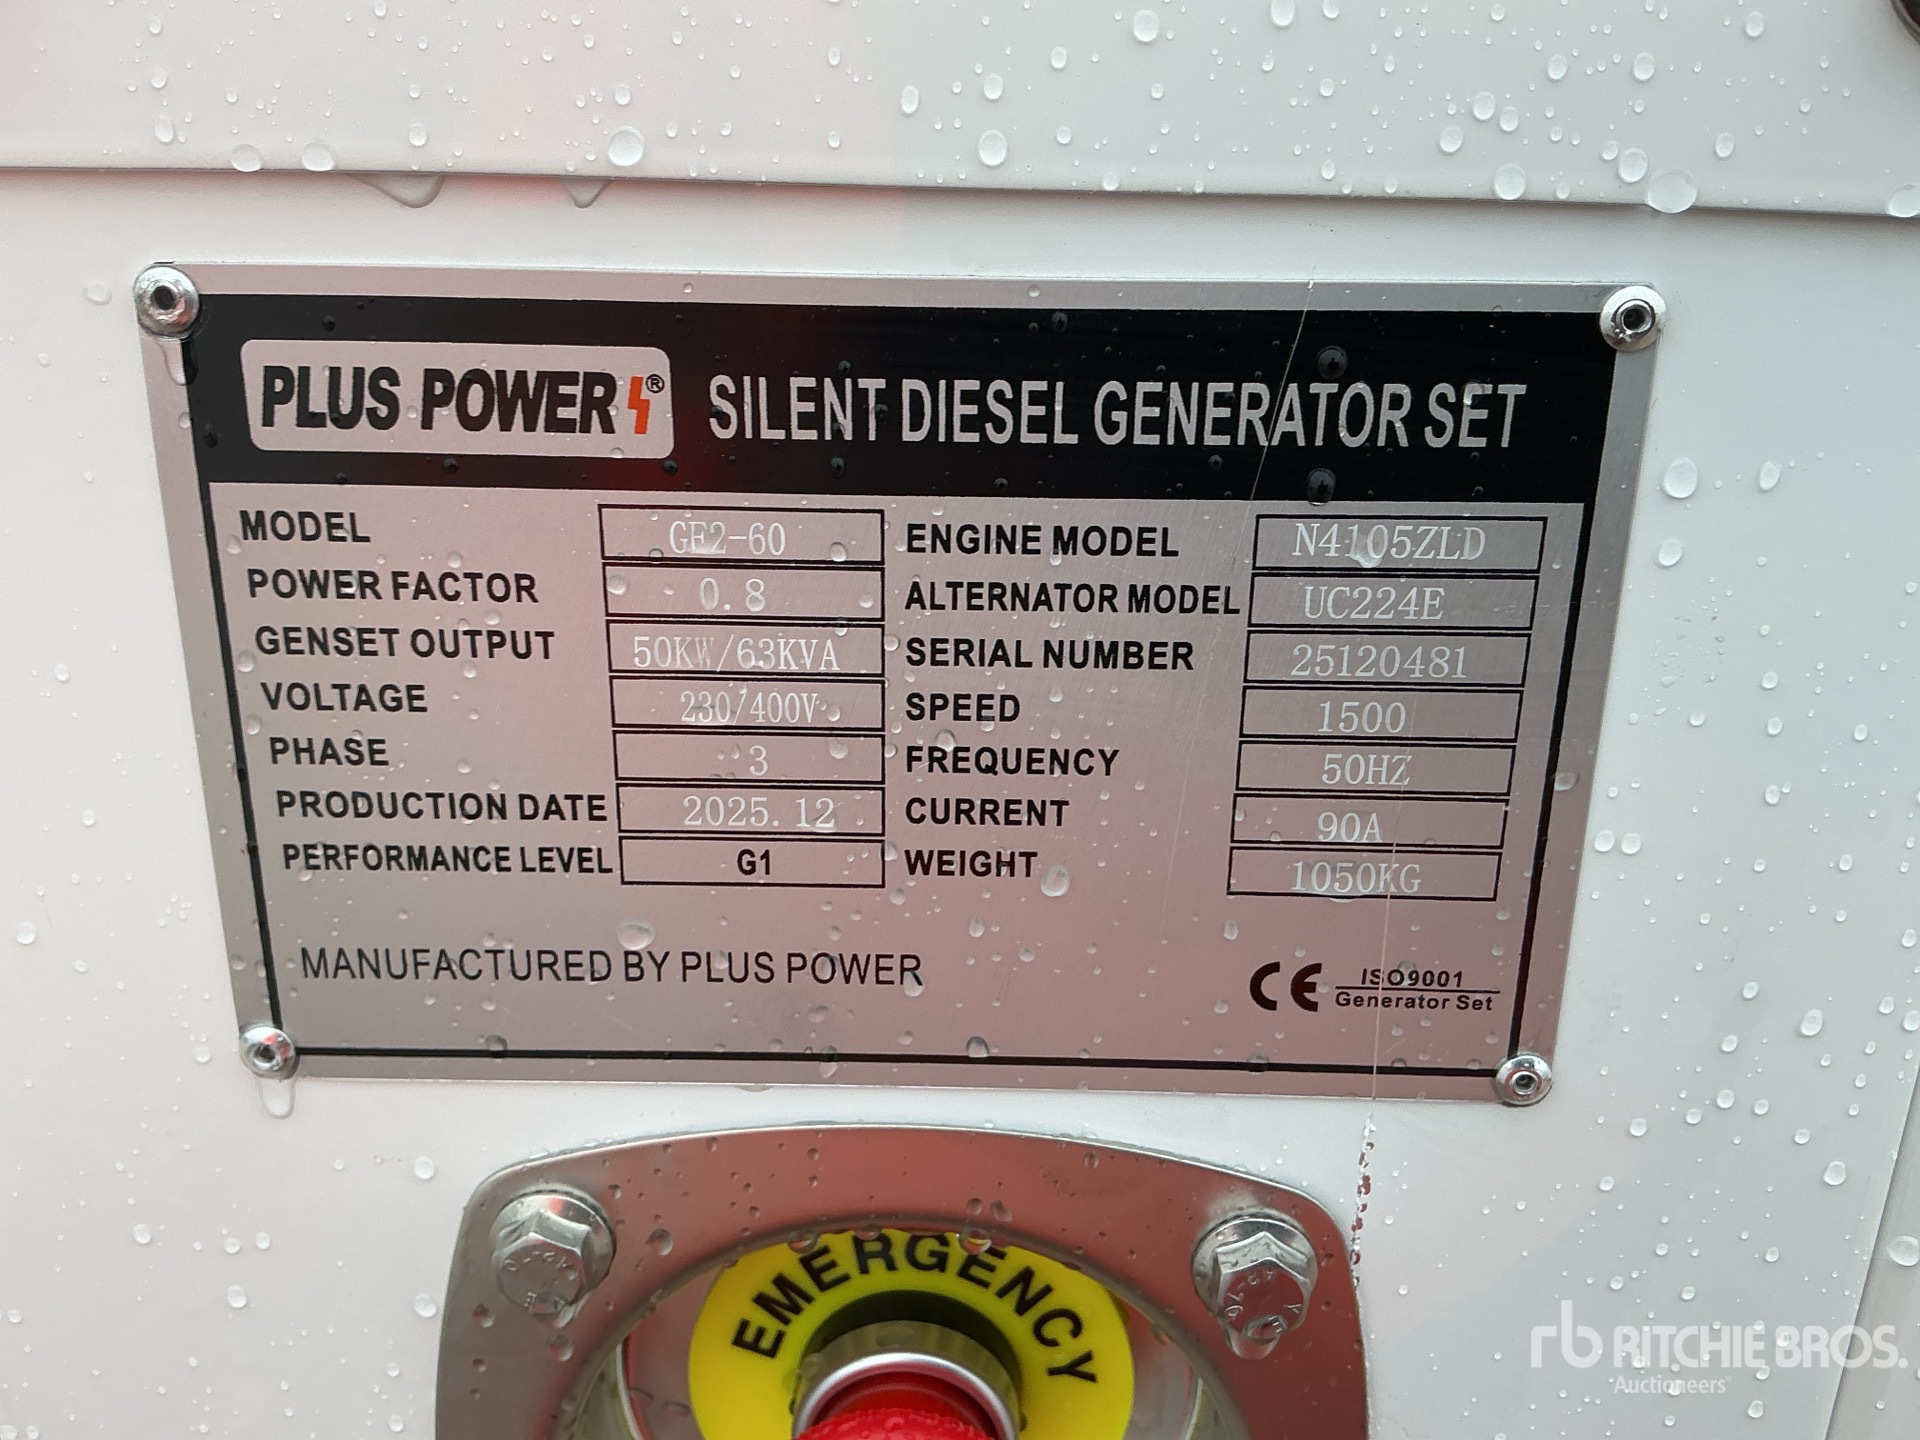 PLUS POWER ® SILENT DIESEL GENERATOR SET
MODEL GF2-60 ENGINE MODEL N4105ZLD
POWER FACTOR 0.8 ALTERNATOR MODEL UC224E
GENSET OUTPUT 50KW/63KVA SERIAL NUMBER 25120481
VOLTAGE 230/400V SPEED 1500
PHASE 3 FREQUENCY 50HZ
PRODUCTION DATE 2025.12 CURRENT 90A
PERFORMANCE LEVEL G1 WEIGHT 1050KG
MANUFACTURED BY PLUS POWER
CE ISO9001
Generator Set
EMERGENCY
rb RITCHIE BROS.
Auctioneers